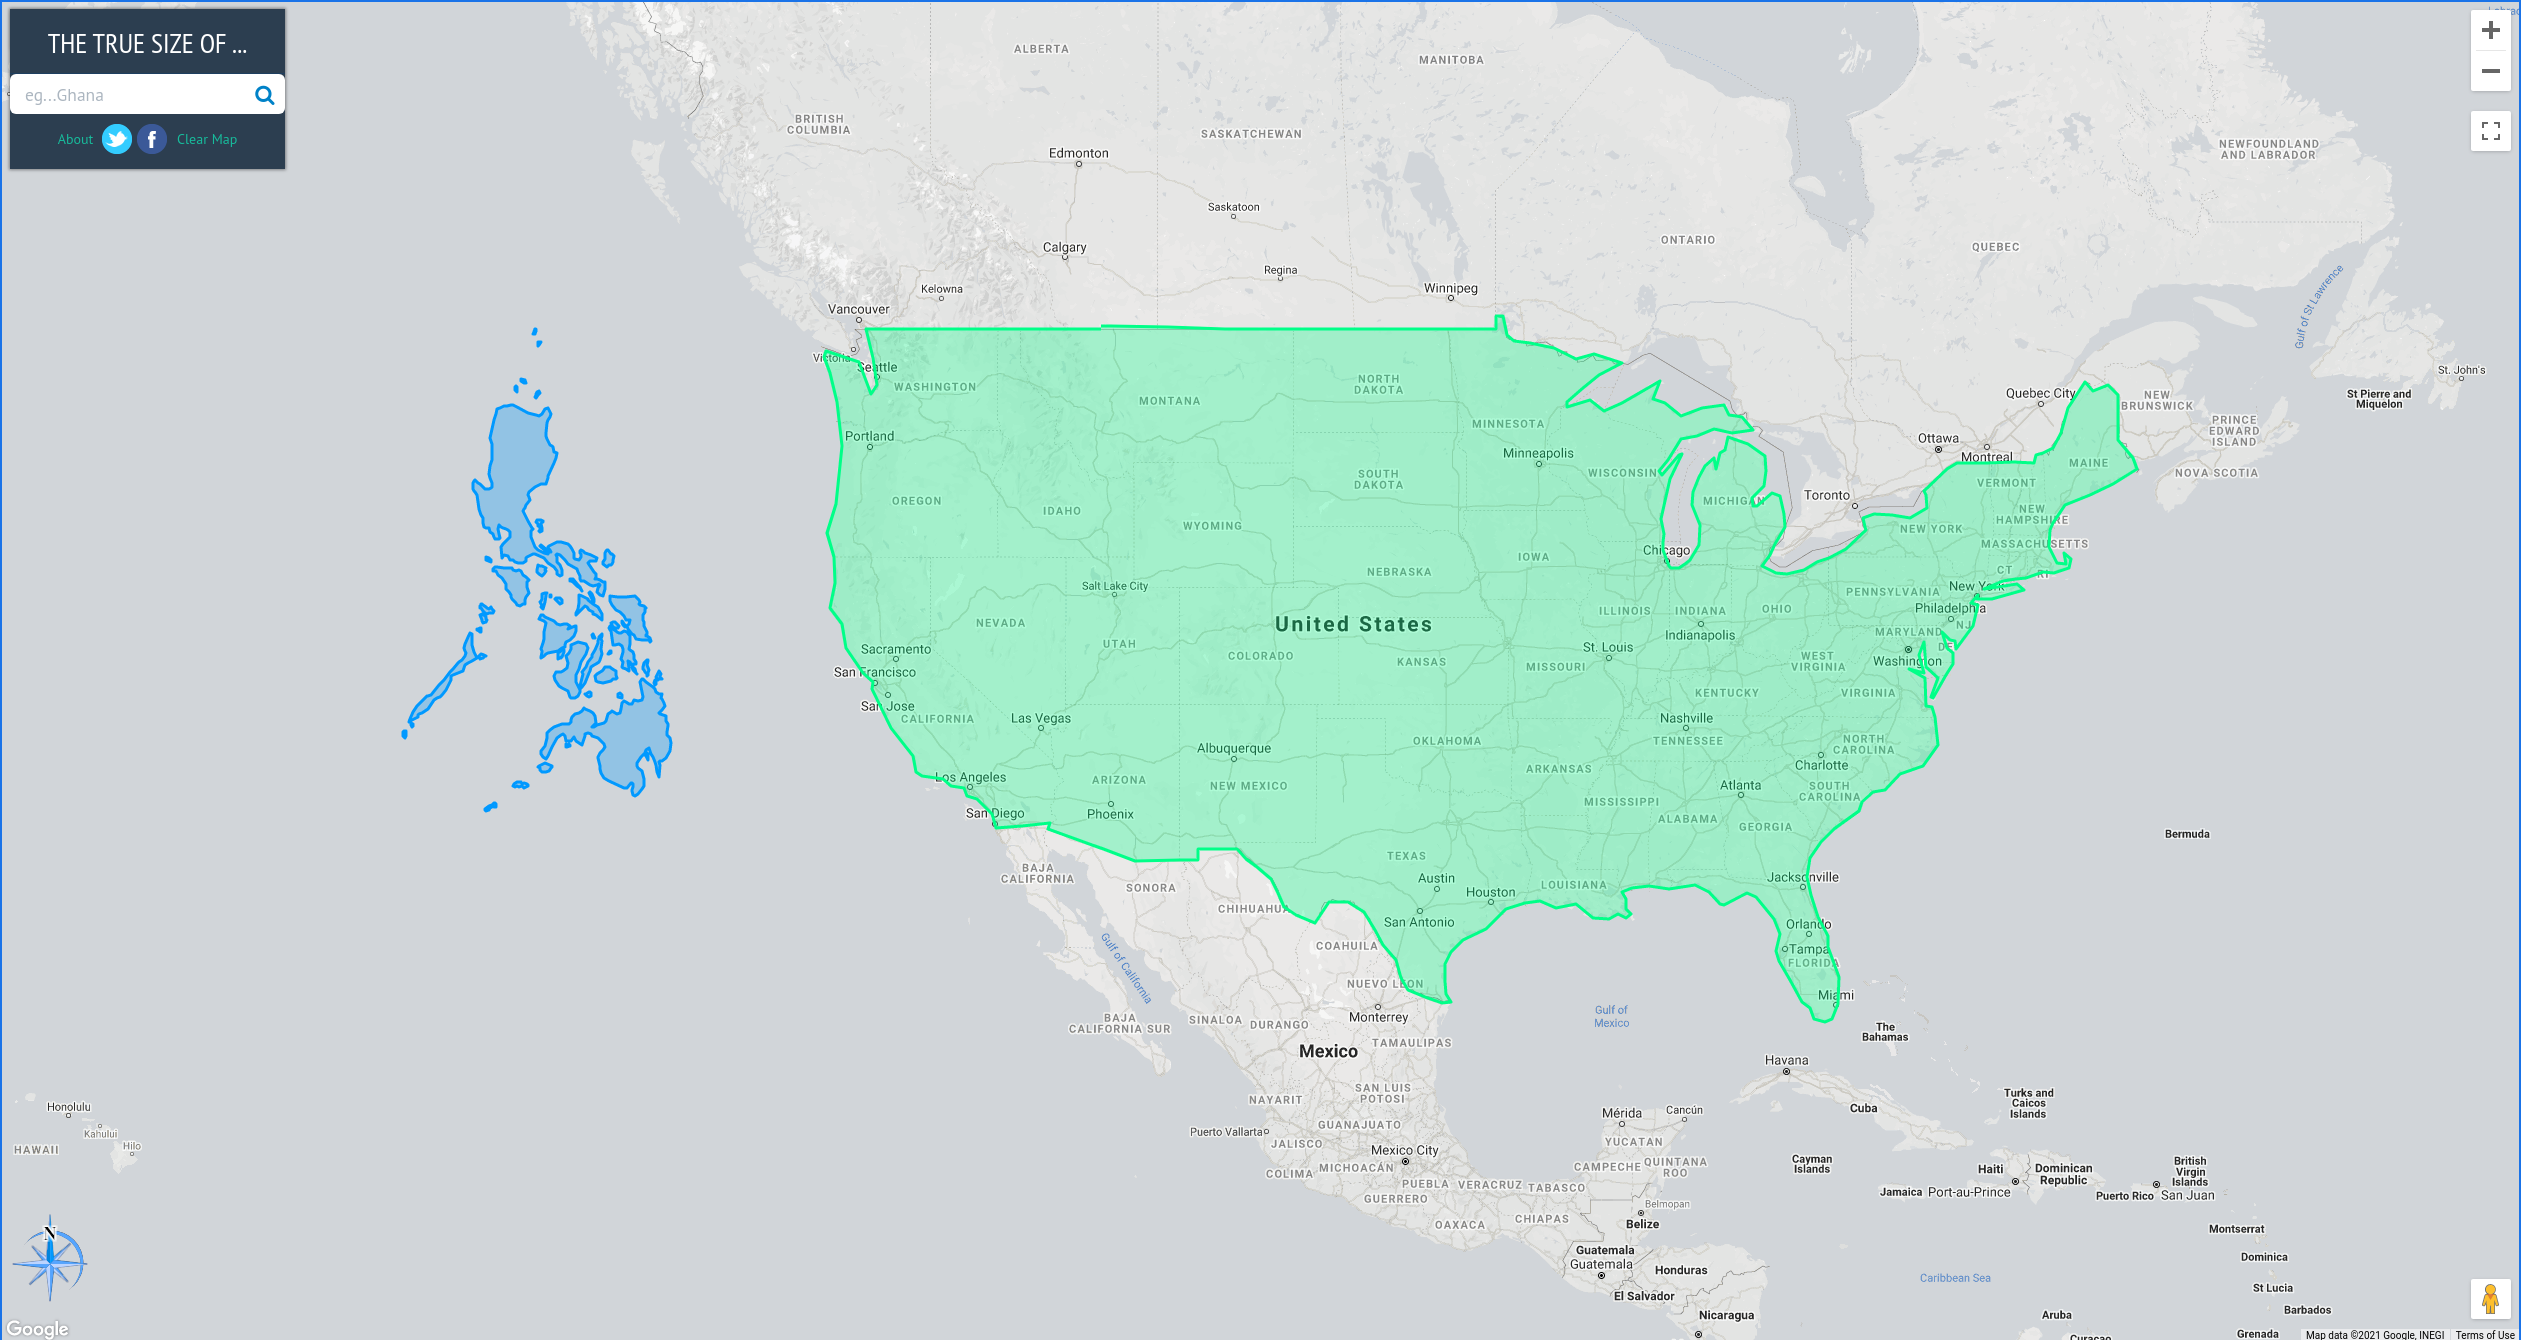 THE TRUE SIZE OF ...
eg...Ghana
About
Clear Map
ALBERTA
MANITOBA
BRITISH
COLUMBIA
SASKATCHEWAN
NEWFOUNDLAND
AND LABRADOR
Edmonton
Saskatoon
Calgary
ONTARIO
QUEBEC
Regina
Kelowna
Winnipeg
Vancouver
Gulf of St Lawrence
Victoria
Seattle
WASHINGTON
NORTH
DAKOTA
MONTANA
St. John's
Quebec City
NEW
BRUNSWICK
St Pierre and
Miquelon
PRINCE
EDWARD
ISLAND
MINNESOTA
Portland
Ottawa
Minneapolis
Montreal
MAINE
WISCONSIN
SOUTH
DAKOTA
NOVA SCOTIA
VERMONT
Toronto
OREGON
MICHIGAN
IDAHO
NEW
HAMPSHIRE
WYOMING
NEW YORK
MASSACHUSETTS
Chicago
IOWA
NEBRASKA
CT
RI
Salt Lake City
New York
PENNSYLVANIA
Philadelphia
ILLINOIS
INDIANA
OHIO
NEVADA
United States
NJ
Indianapolis
MARYLAND
UTAH
Sacramento
St. Louis
DE
COLORADO
KANSAS
MISSOURI
WEST
VIRGINIA
Washington
San Francisco
KENTUCKY
VIRGINIA
San Jose
CALIFORNIA
Las Vegas
Nashville
TENNESSEE
OKLAHOMA
NORTH
CAROLINA
Albuquerque
Charlotte
ARKANSAS
Los Angeles
ARIZONA
NEW MEXICO
Atlanta
SOUTH
CAROLINA
MISSISSIPPI
San Diego
Phoenix
ALABAMA
GEORGIA
Bermuda
TEXAS
BAJA
CALIFORNIA
SONORA
Austin
Houston
LOUISIANA
Jacksonville
CHIHUAHUA
San Antonio
Orlando
COAHUILA
Tampa
FLORIDA
Gulf of California
NUEVO LEON
Miami
Gulf of
Mexico
BAJA
CALIFORNIA SUR
SINALOA
DURANGO
Monterrey
The
Bahamas
TAMAULIPAS
Mexico
Havana
SAN LUIS
POTOSI
NAYARIT
Turks and
Caicos
Islands
Honolulu
Mérida
Cancún
Cuba
Kahului
GUANAJUATO
Puerto Vallarta
JALISCO
YUCATAN
HAWAII
Hilo
Mexico City
CAMPECHE
QUINTANA
ROO
Cayman
Islands
Haiti
Dominican
Republic
British
Virgin
Islands
COLIMA
MICHOACÁN
PUEBLA
VERACRUZ
TABASCO
Jamaica
Port-au-Prince
Puerto Rico
San Juan
GUERRERO
Belmopan
OAXACA
CHIAPAS
Belize
Montserrat
N
Guatemala
Guatemala
Honduras
Dominica
Caribbean Sea
El Salvador
St Lucia
Nicaragua
Aruba
Barbados
Google
Grenada
Curaçao
Map data ©2021 Google, INEGI
Terms of Use